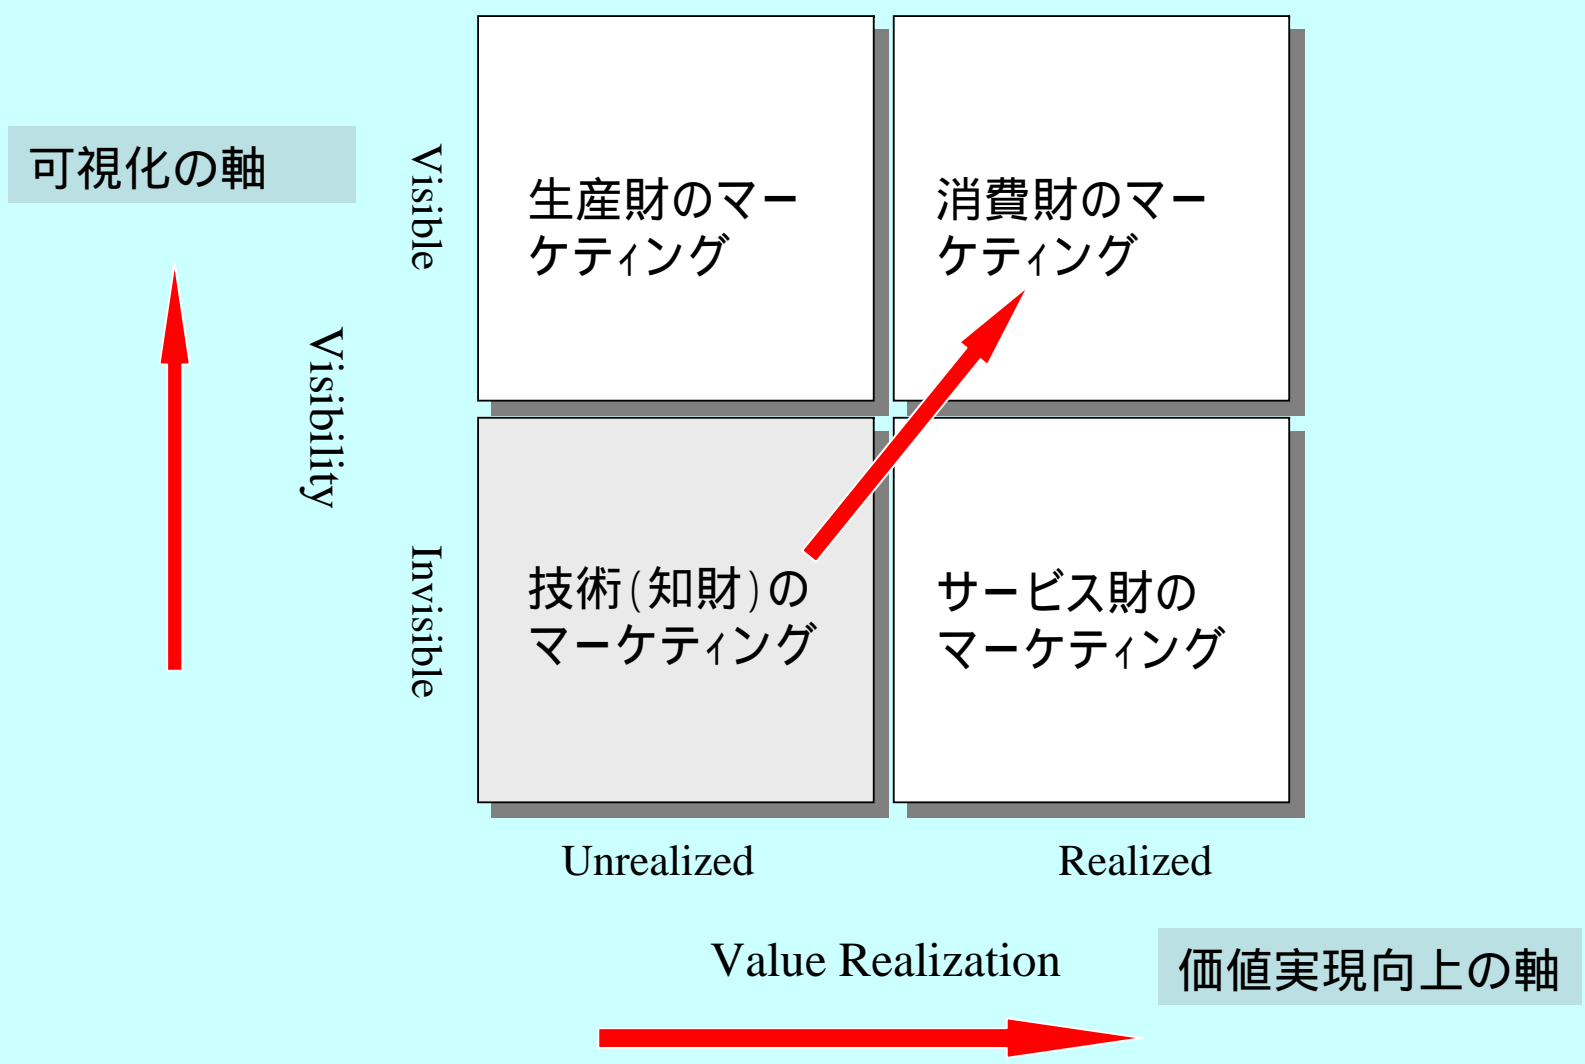 可視化の軸
Visible
生産財のマー
ケティング
消費財のマー
ケティング
Visibility
Invisible
技術(知財)の
マーケティング
サービス財の
マーケティング
Unrealized
Realized
Value Realization
価値実現向上の軸